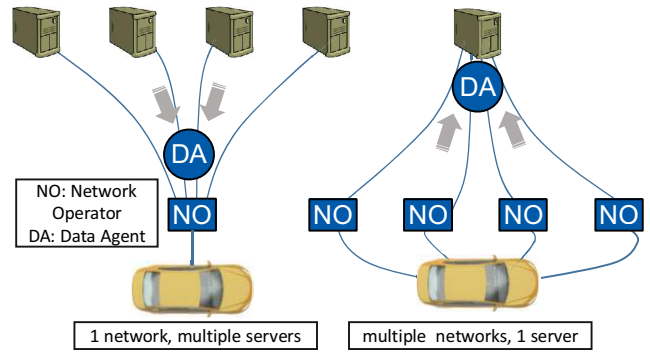 DA
DA
NO: Network
Operator
DA: Data Agent
NO
NO
NO
NO
NO
1 network, multiple servers
multiple networks, 1 server